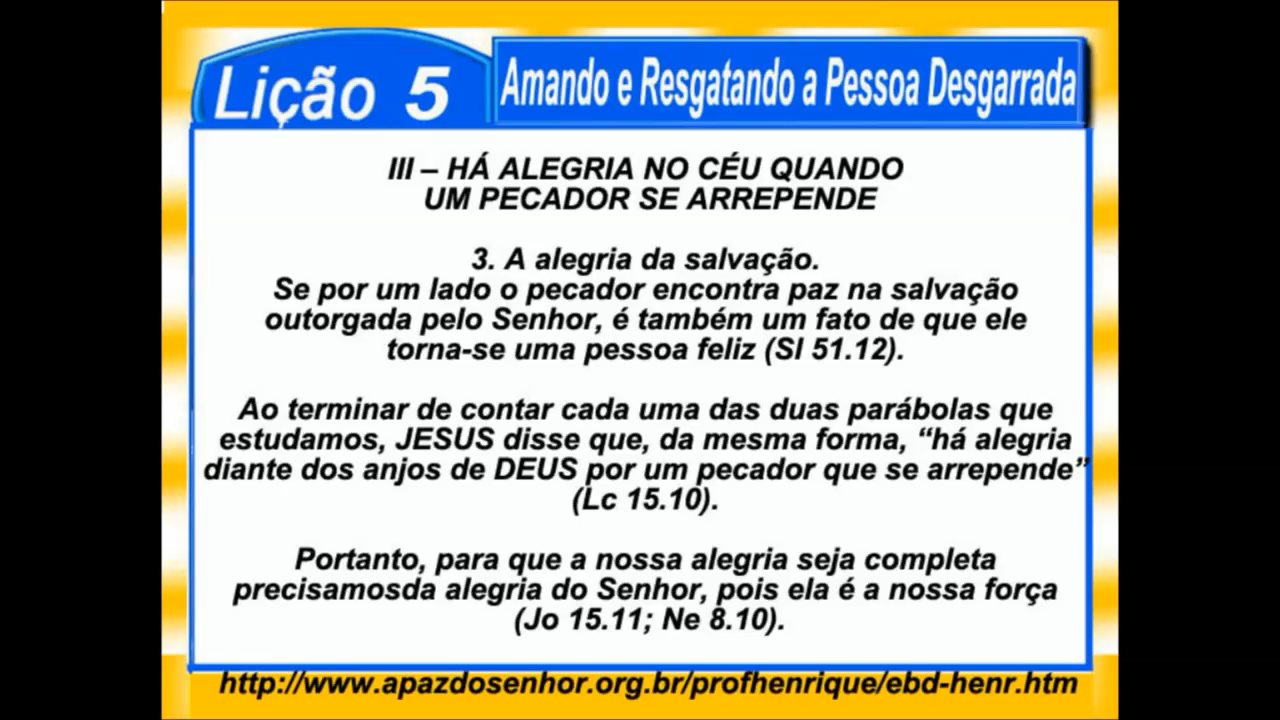 Lição 5
Amando e Resgatando a Pessoa Desgarrada
III – HÁ ALEGRIA NO CÉU QUANDO
UM PECADOR SE ARREPENDE
3. A alegria da salvação.
Se por um lado o pecador encontra paz na salvação
outorgada pelo Senhor, é também um fato de que ele
torna-se uma pessoa feliz (Sl 51.12).
Ao terminar de contar cada uma das duas parábolas que
estudamos, JESUS disse que, da mesma forma, “há alegria
diante dos anjos de DEUS por um pecador que se arrepende”
(Lc 15.10).
Portanto, para que a nossa alegria seja completa
precisamosda alegria do Senhor, pois ela é a nossa força
(Jo 15.11; Ne 8.10).
http://www.apazdosenhor.org.br/profhenrique/ebd-henr.htm